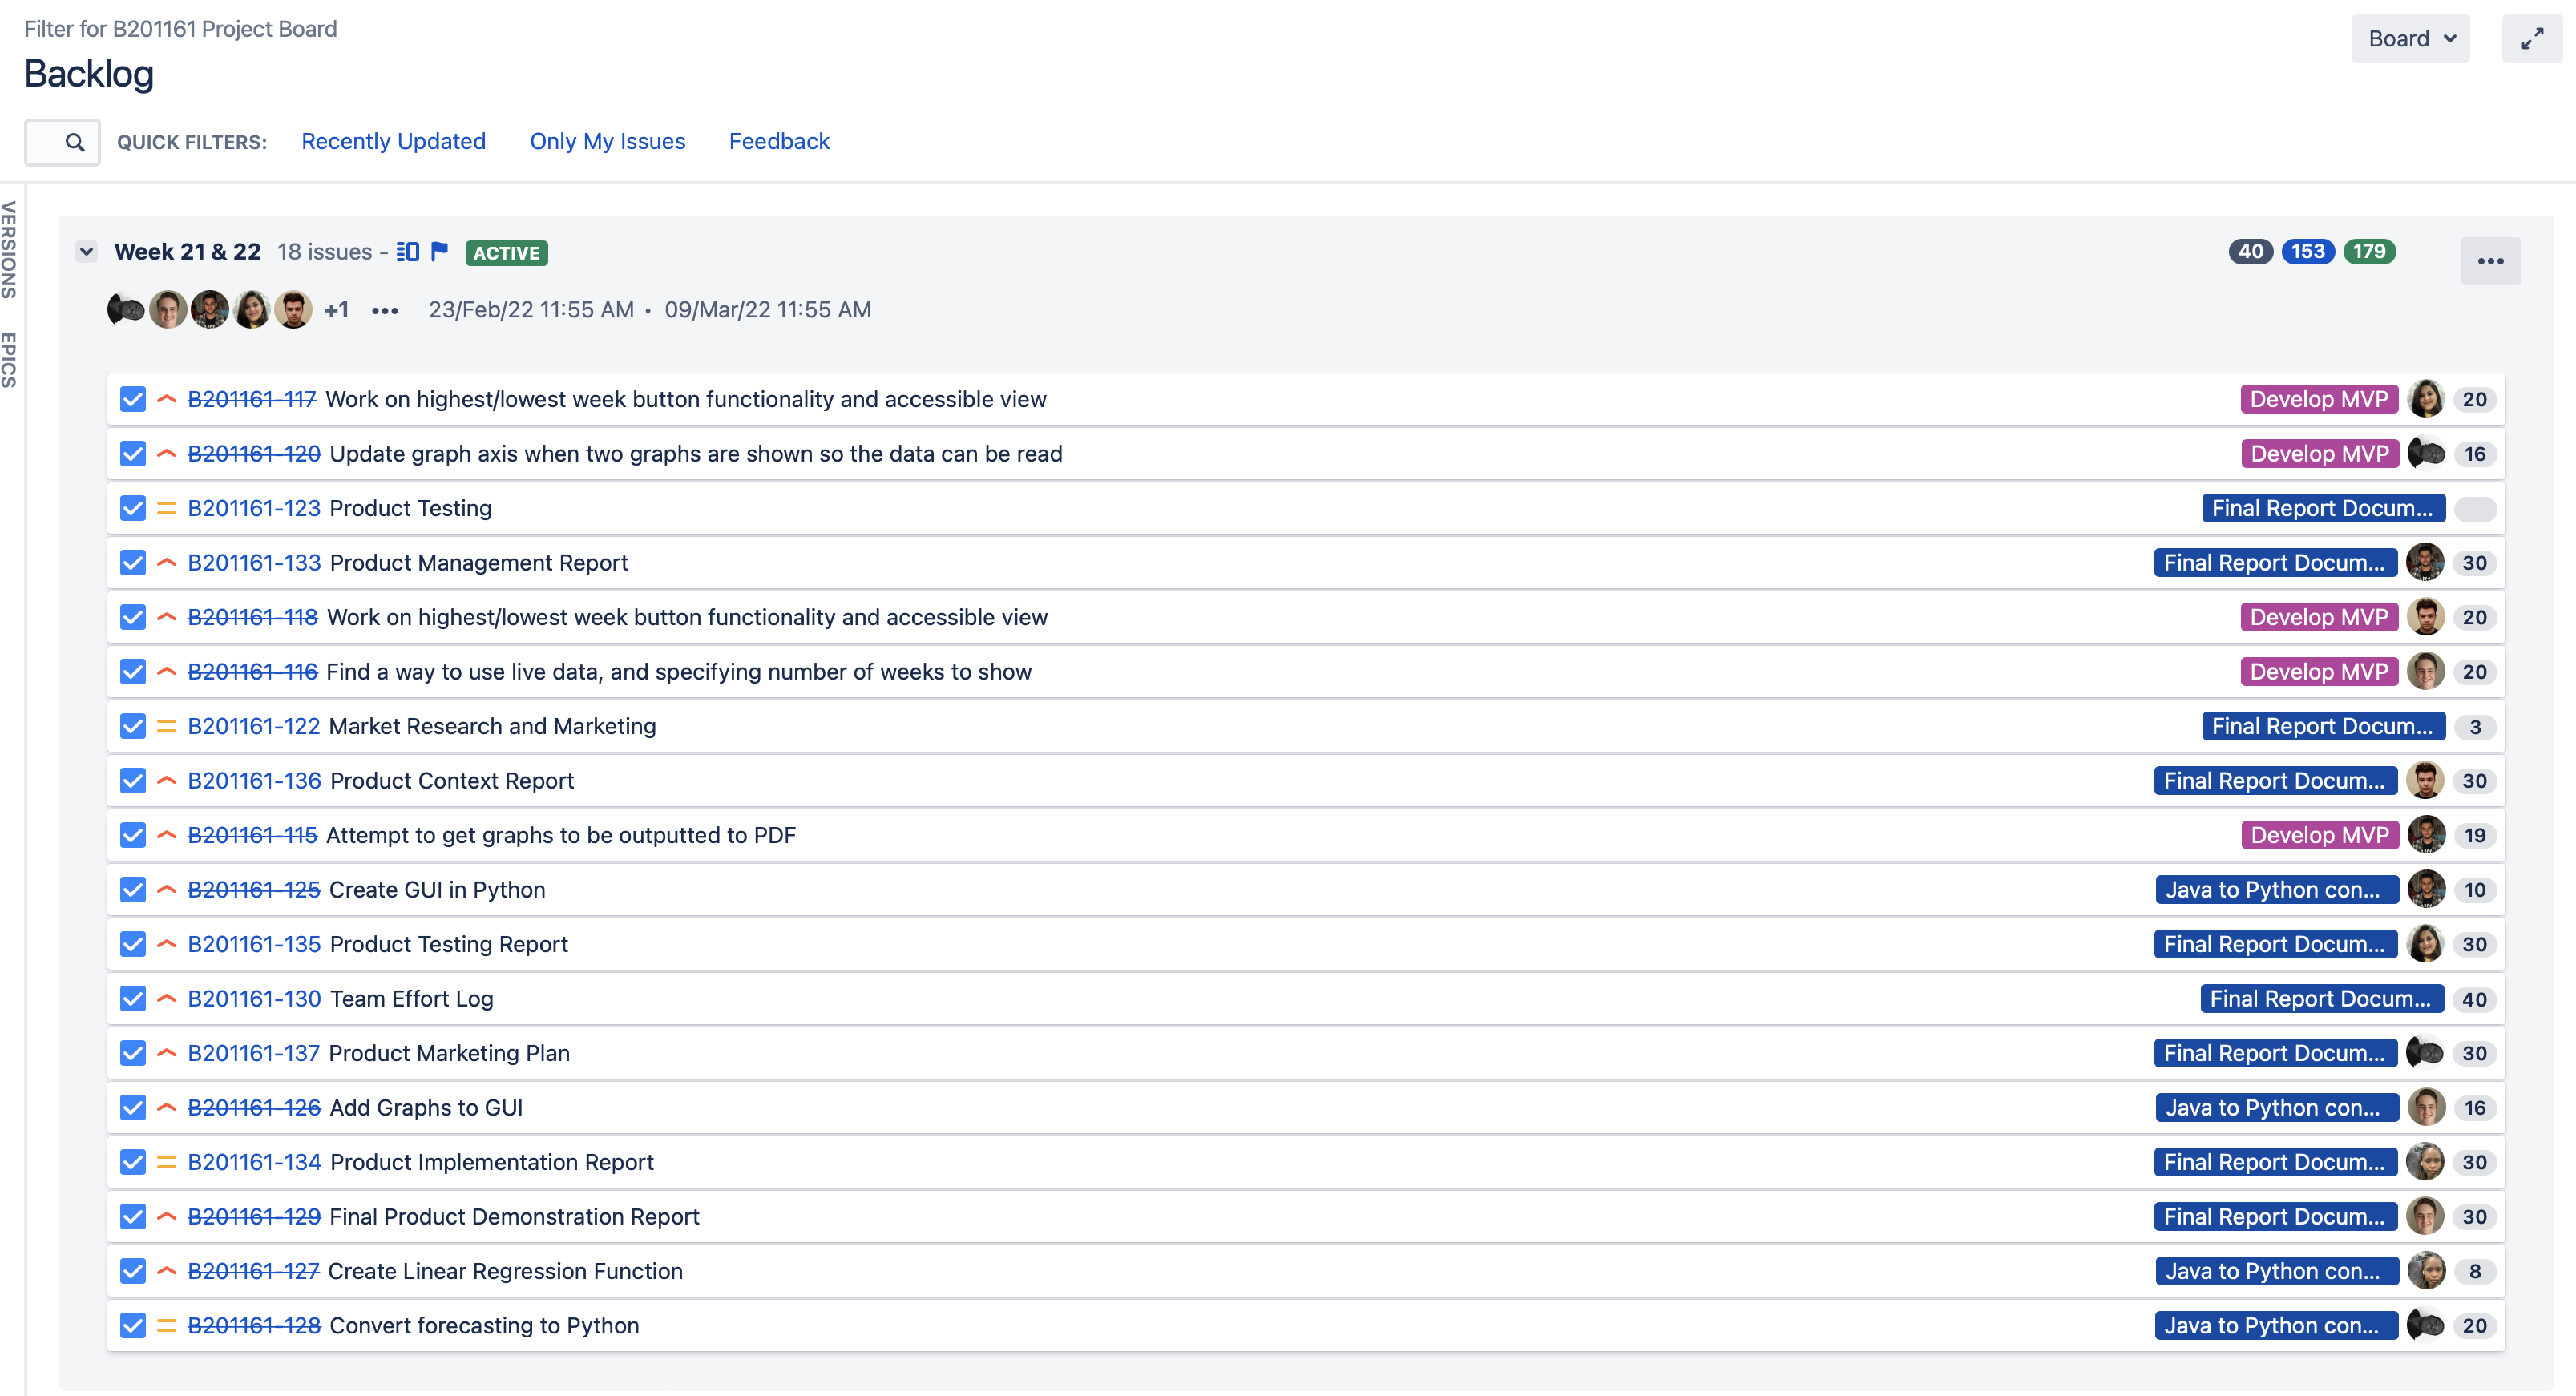 Filter for B201161 Project Board
Board
Backlog
QUICK FILTERS: Recently Updated Only My Issues Feedback
VERSIONS
EPICS
Week 21 & 22 18 issues - ACTIVE 40 153 179
+1 23/Feb/22 11:55 AM • 09/Mar/22 11:55 AM
B201161-117 Work on highest/lowest week button functionality and accessible view Develop MVP 20
B201161-120 Update graph axis when two graphs are shown so the data can be read Develop MVP 16
B201161-123 Product Testing Final Report Docum...
B201161-133 Product Management Report Final Report Docum... 30
B201161-118 Work on highest/lowest week button functionality and accessible view Develop MVP 20
B201161-116 Find a way to use live data, and specifying number of weeks to show Develop MVP 20
B201161-122 Market Research and Marketing Final Report Docum... 3
B201161-136 Product Context Report Final Report Docum... 30
B201161-115 Attempt to get graphs to be outputted to PDF Develop MVP 19
B201161-125 Create GUI in Python Java to Python con... 10
B201161-135 Product Testing Report Final Report Docum... 30
B201161-130 Team Effort Log Final Report Docum... 40
B201161-137 Product Marketing Plan Final Report Docum... 30
B201161-126 Add Graphs to GUI Java to Python con... 16
B201161-134 Product Implementation Report Final Report Docum... 30
B201161-129 Final Product Demonstration Report Final Report Docum... 30
B201161-127 Create Linear Regression Function Java to Python con... 8
B201161-128 Convert forecasting to Python Java to Python con... 20